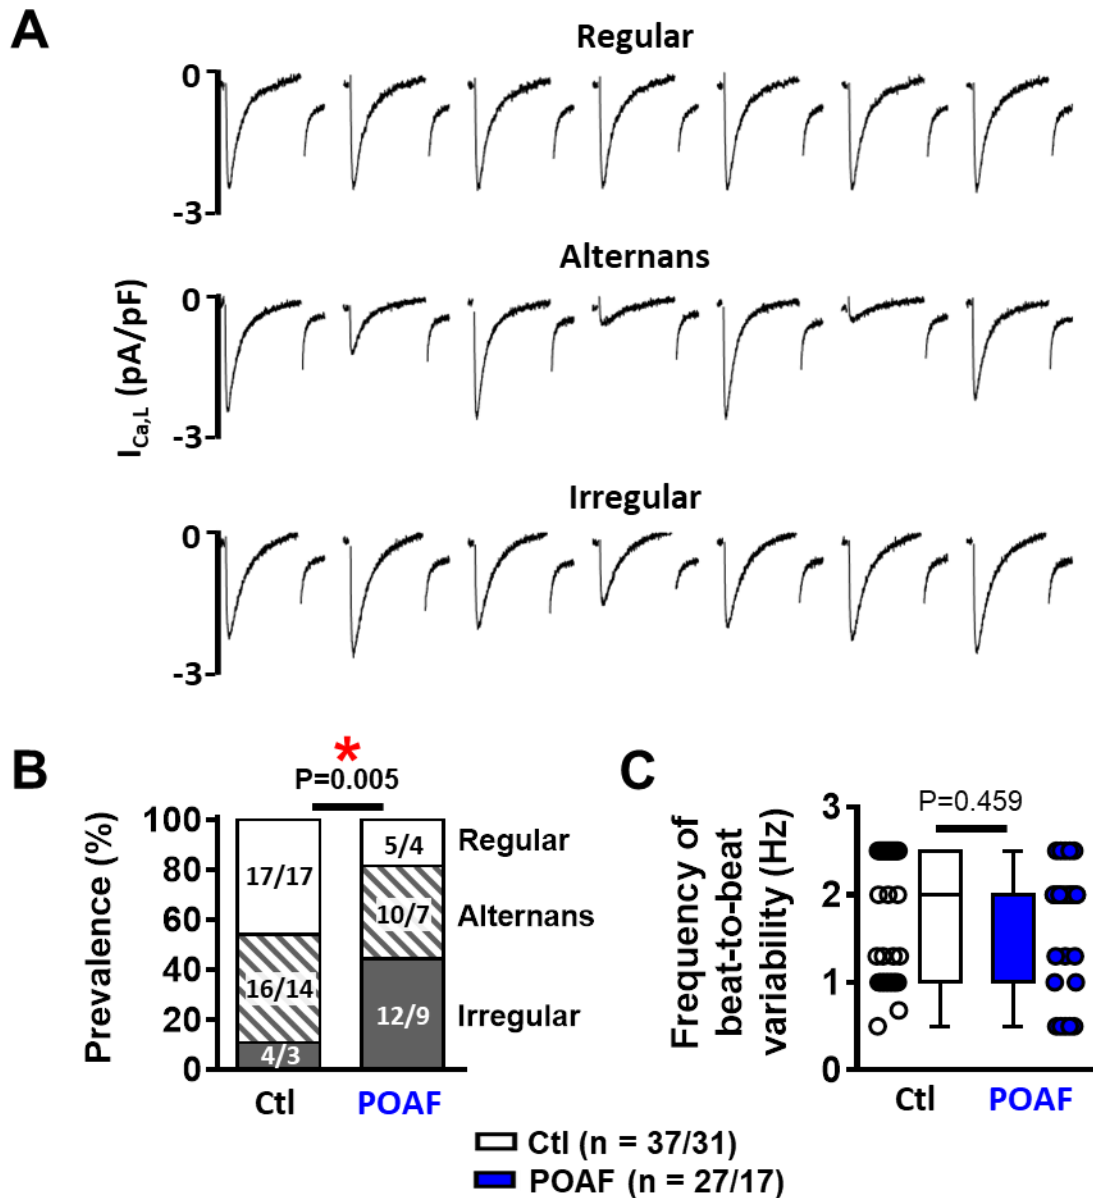 A
Regular
0
-3
Alternans
0
-3
Irregular
0
-3
I_Ca,L (pA/pF)
B
*
P=0.005
Prevalence (%)
100
80
60
40
20
0
17/17
16/14
4/3
5/4
10/7
12/9
Regular
Alternans
Irregular
Ctl
POAF
C
P=0.459
Frequency of
beat-to-beat
variability (Hz)
3
2
1
0
Ctl
POAF
Ctl (n = 37/31)
POAF (n = 27/17)